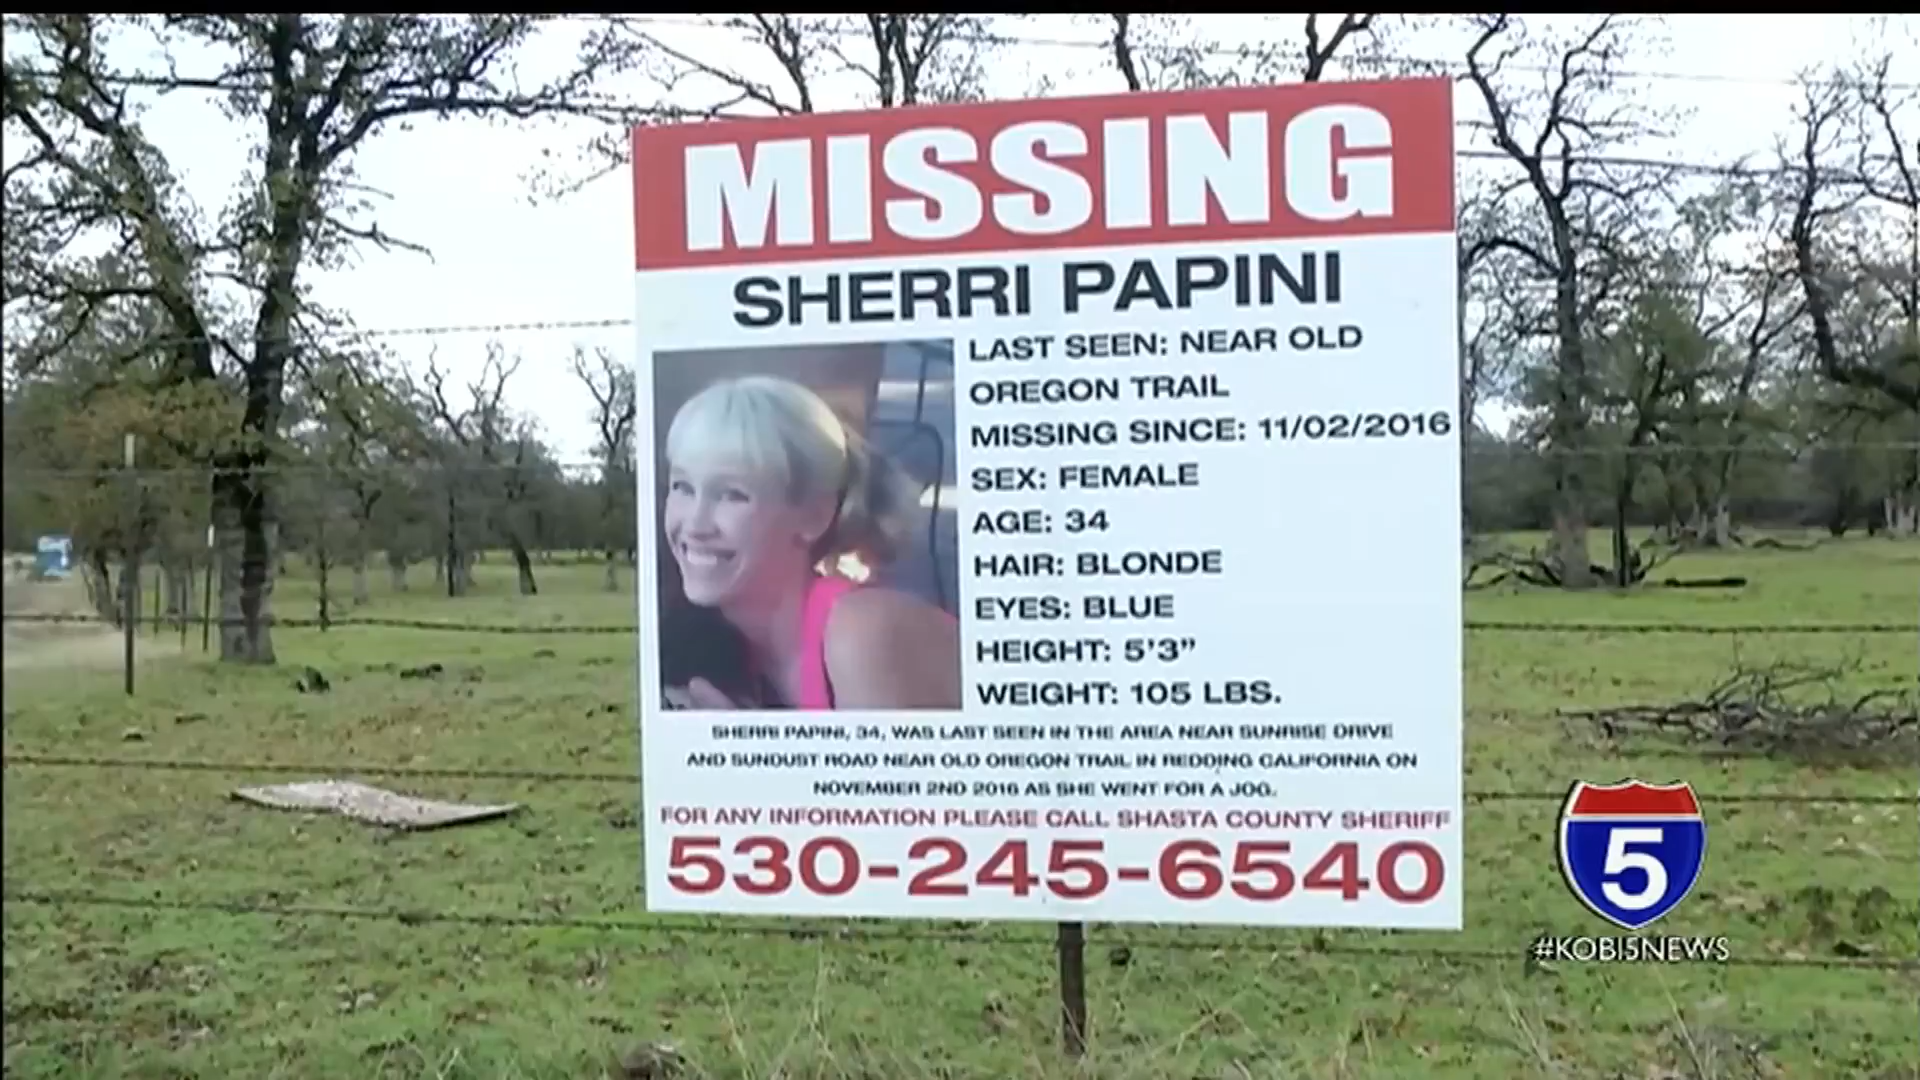 MISSING
SHERRI PAPINI
LAST SEEN: NEAR OLD
OREGON TRAIL
MISSING SINCE: 11/02/2016
SEX: FEMALE
AGE: 34
HAIR: BLONDE
EYES: BLUE
HEIGHT: 5'3"
WEIGHT: 105 LBS.
SHERRI PAPINI, 34, WAS LAST SEEN IN THE AREA NEAR SUNRISE DRIVE
AND SUNDUST ROAD NEAR OLD OREGON TRAIL IN REDDING CALIFORNIA ON
NOVEMBER 2ND 2016 AS SHE WENT FOR A JOG.
FOR ANY INFORMATION PLEASE CALL SHASTA COUNTY SHERIFF
530-245-6540
5
#KOBI5NEWS